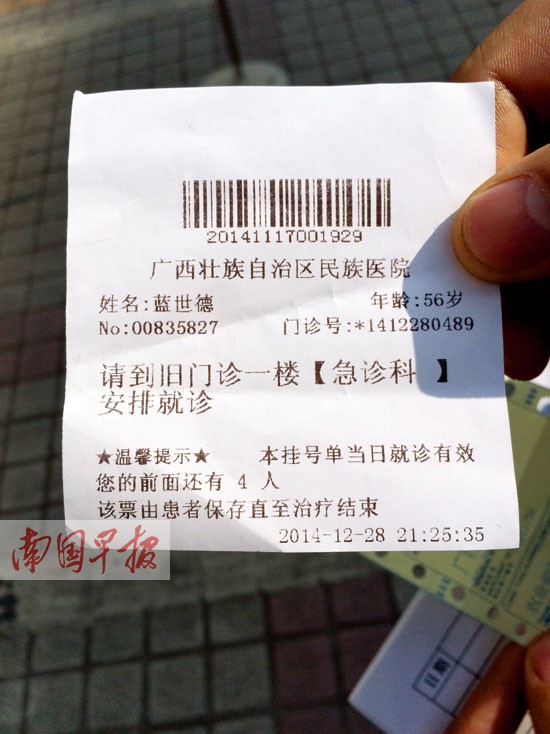 20141117001929
广西壮族自治区民族医院
姓名:蓝世德 年龄:56岁
No:00835827 门诊号:*1412280489
请到旧门诊一楼【急诊科 】
安排就诊
★温馨提示★ 本挂号单当日就诊有效
您的前面还有 4 人
该票由患者保存直至治疗结束
2014-12-28 21:25:35
南国早报
日期